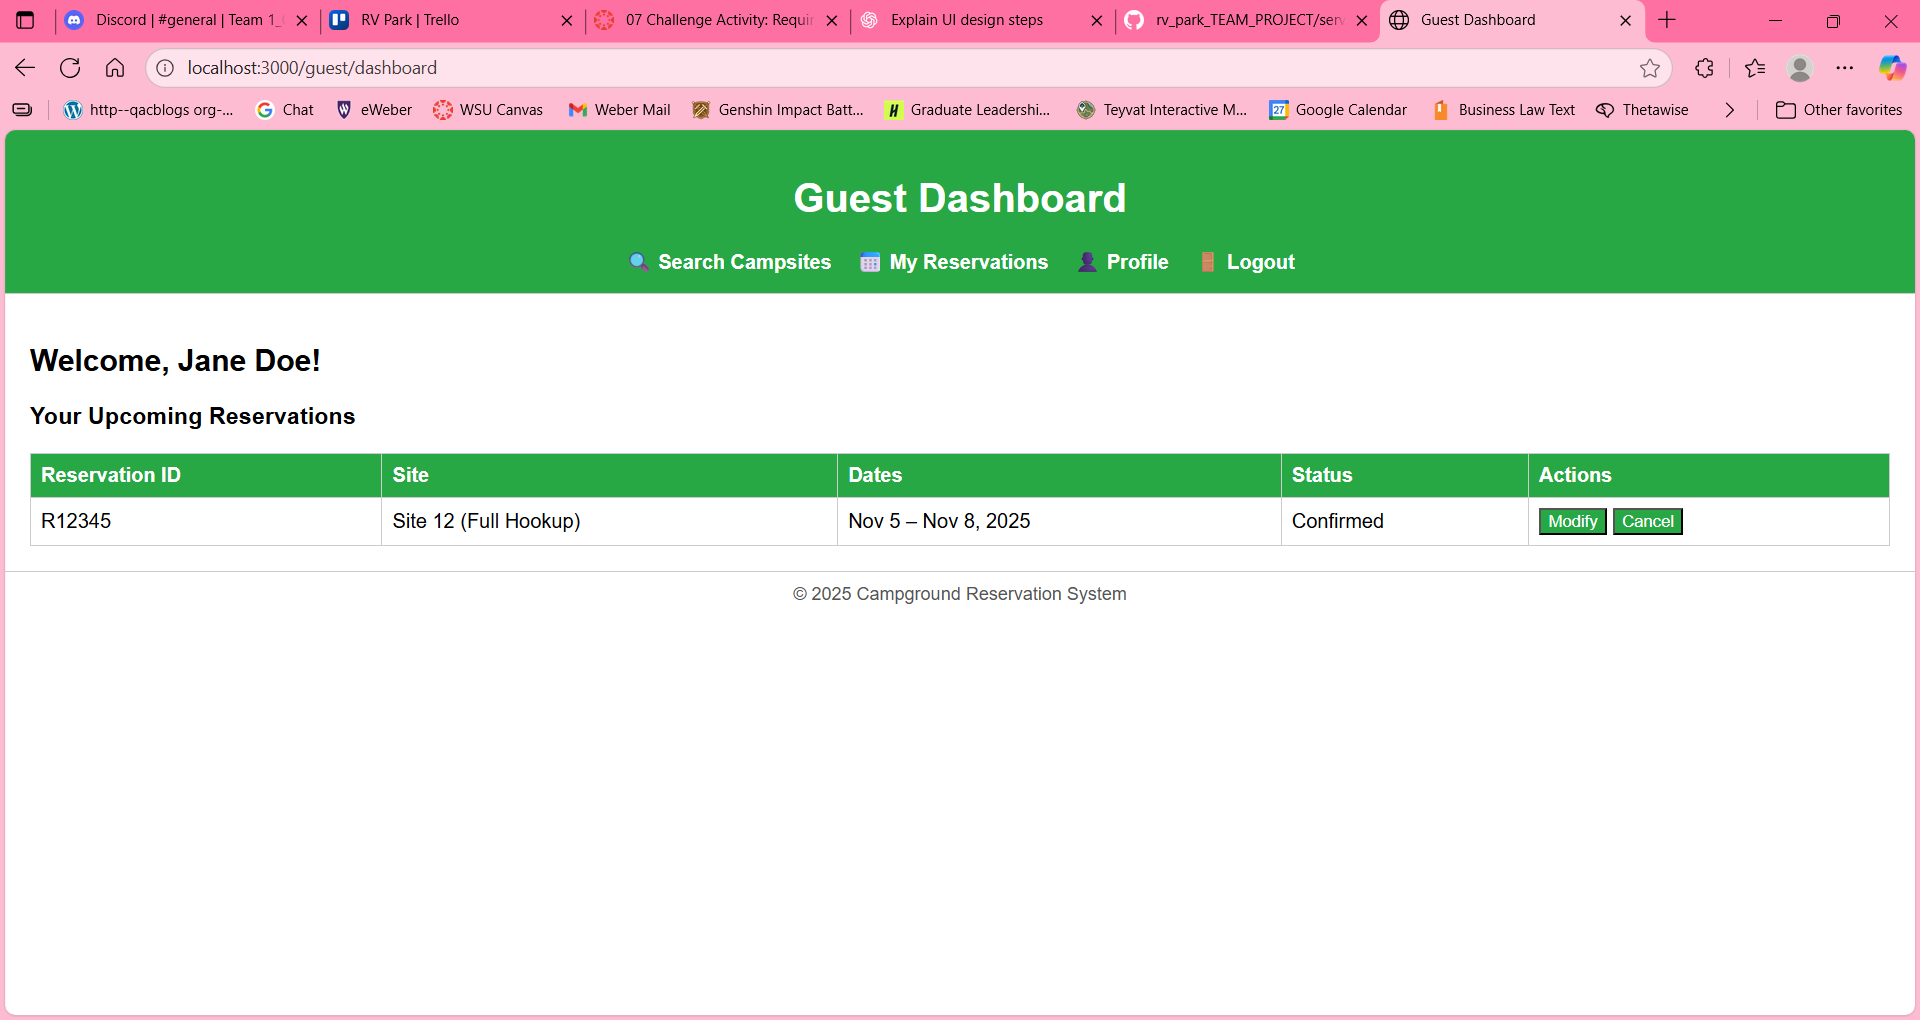 Discord | #general | Team 1_
RV Park | Trello
07 Challenge Activity: Requir
Explain UI design steps
rv_park_TEAM_PROJECT/serv
Guest Dashboard
localhost:3000/guest/dashboard
http--qacblogs org-...
Chat
eWeber
WSU Canvas
Weber Mail
Genshin Impact Batt...
Graduate Leadershi...
Teyvat Interactive M...
27
Google Calendar
Business Law Text
Thetawise
Other favorites
Guest Dashboard
Search Campsites My Reservations Profile Logout
Welcome, Jane Doe!
Your Upcoming Reservations
Reservation ID Site Dates Status Actions
R12345 Site 12 (Full Hookup) Nov 5 – Nov 8, 2025 Confirmed Modify Cancel
© 2025 Campground Reservation System